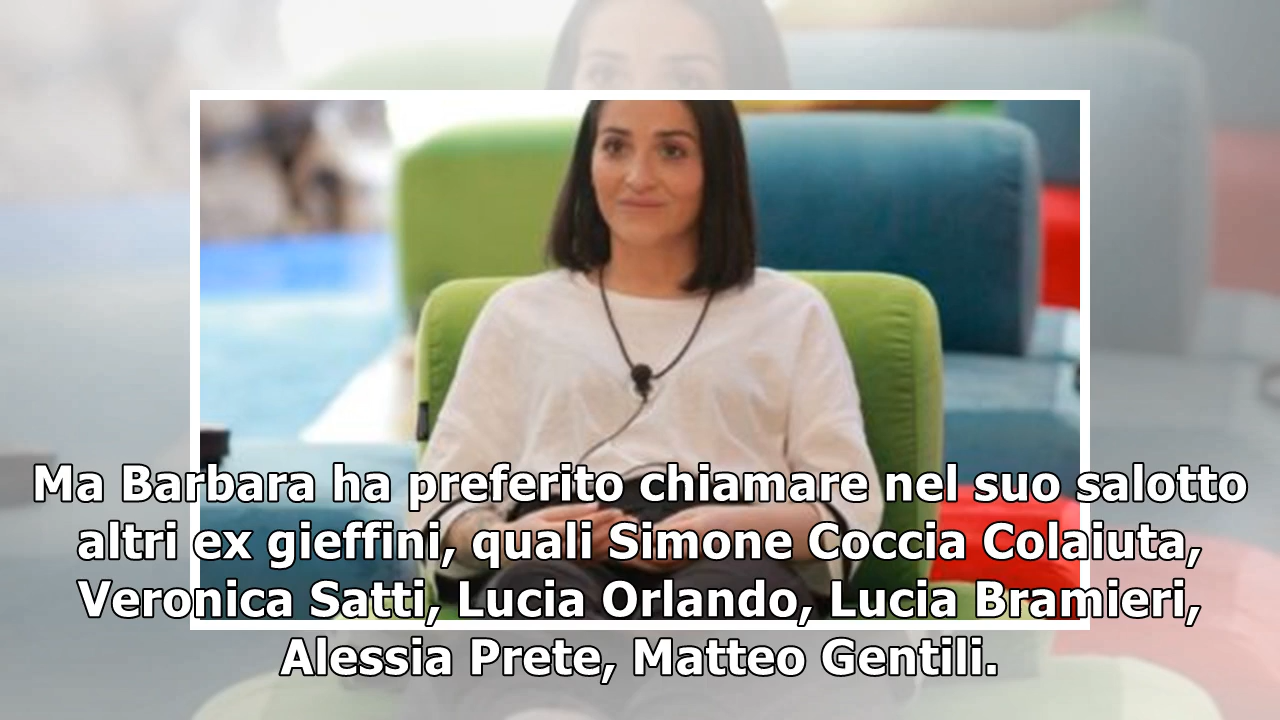 Ma Barbara ha preferito chiamare nel suo salotto
altri ex gieffini, quali Simone Coccia Colaiuta,
Veronica Satti, Lucia Orlando, Lucia Bramieri,
Alessia Prete, Matteo Gentili.